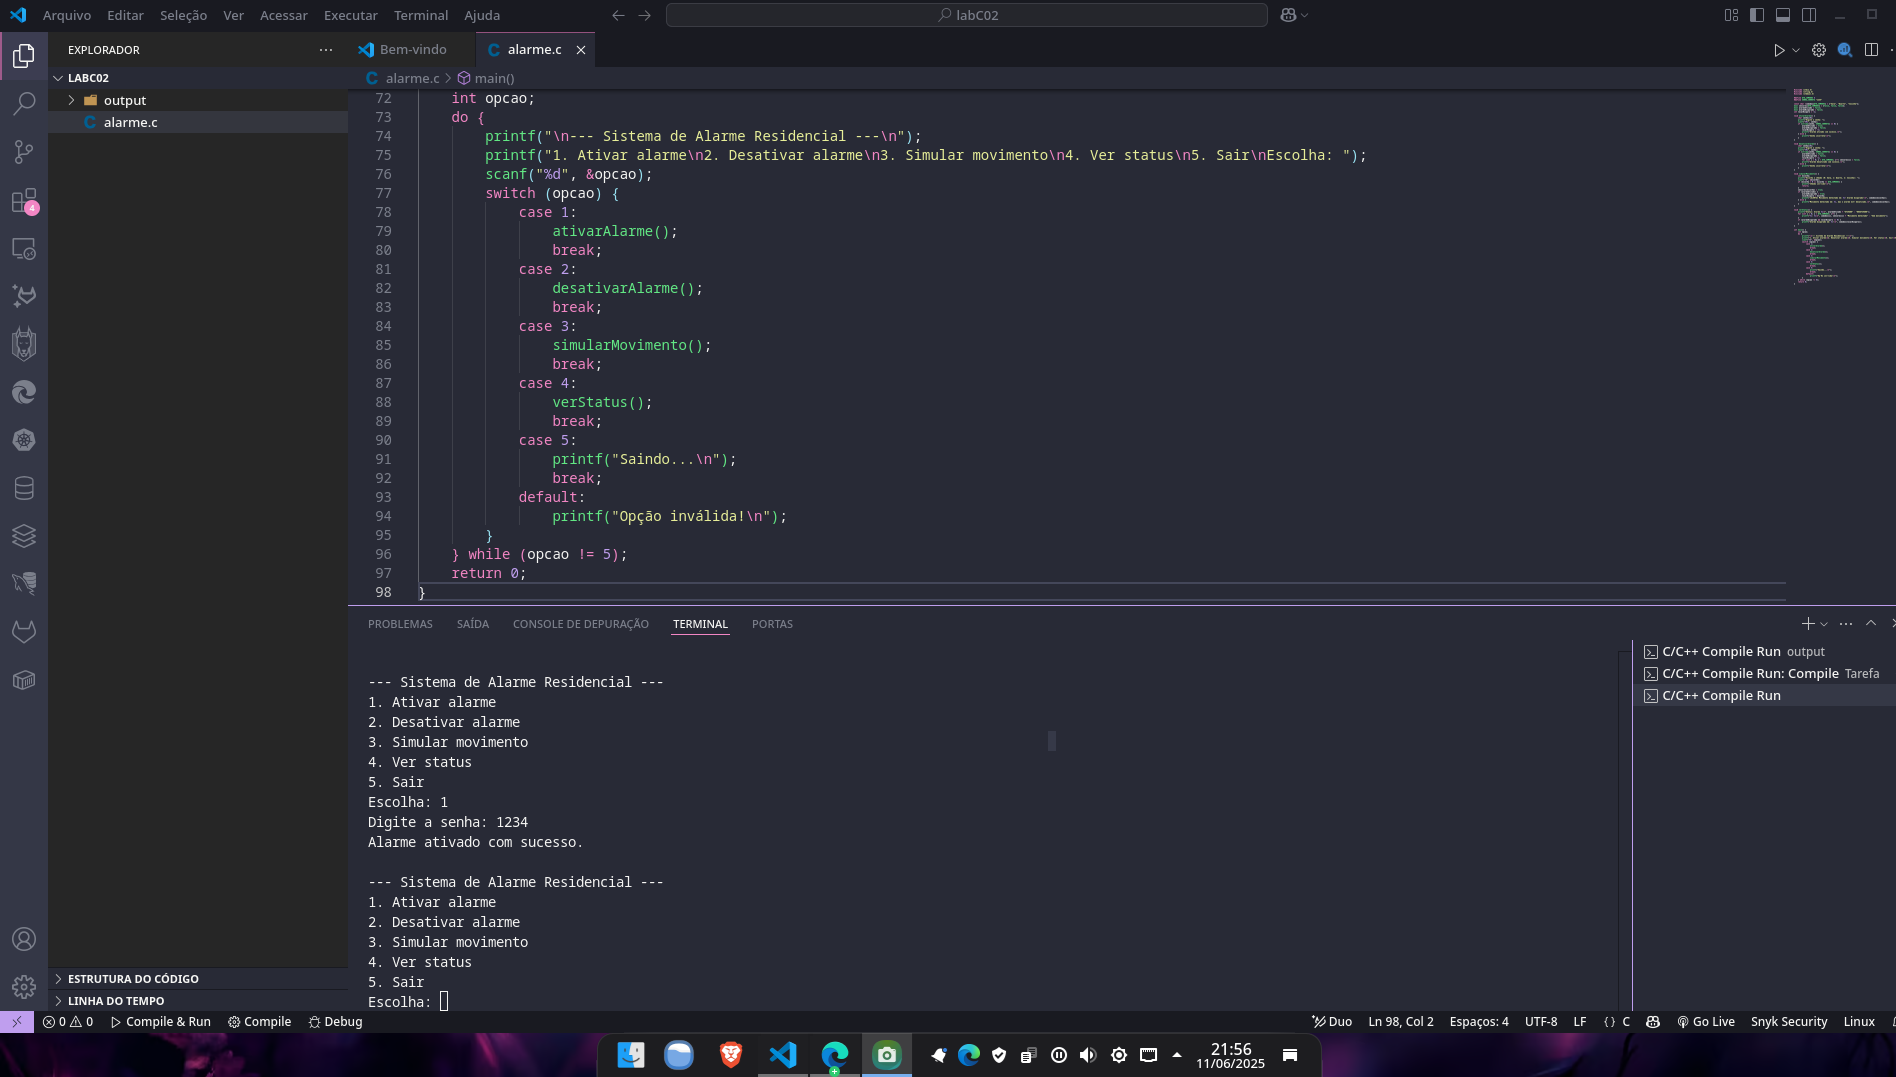 Arquivo Editar Seleção Ver Acessar Executar Terminal Ajuda labC02
EXPLORADOR
LABC02
output
alarme.c
ESTRUTURA DO CÓDIGO
LINHA DO TEMPO
4
Bem-vindo alarme.c
alarme.c main()
72 int opcao;
73 do {
74 printf("\n--- Sistema de Alarme Residencial ---\n");
75 printf("1. Ativar alarme\n2. Desativar alarme\n3. Simular movimento\n4. Ver status\n5. Sair\nEscolha: ");
76 scanf("%d", &opcao);
77 switch (opcao) {
78 case 1:
79 ativarAlarme();
80 break;
81 case 2:
82 desativarAlarme();
83 break;
84 case 3:
85 simularMovimento();
86 break;
87 case 4:
88 verStatus();
89 break;
90 case 5:
91 printf("Saindo...\n");
92 break;
93 default:
94 printf("Opção inválida!\n");
95 }
96 } while (opcao != 5);
97 return 0;
98 }
PROBLEMAS SAÍDA CONSOLE DE DEPURAÇÃO TERMINAL PORTAS
--- Sistema de Alarme Residencial ---
1. Ativar alarme
2. Desativar alarme
3. Simular movimento
4. Ver status
5. Sair
Escolha: 1
Digite a senha: 1234
Alarme ativado com sucesso.
--- Sistema de Alarme Residencial ---
1. Ativar alarme
2. Desativar alarme
3. Simular movimento
4. Ver status
5. Sair
Escolha:
C/C++ Compile Run output
C/C++ Compile Run: Compile Tarefa
C/C++ Compile Run
0 0 Compile & Run Compile Debug Duo Ln 98, Col 2 Espaços: 4 UTF-8 LF {} C Go Live Snyk Security Linux
21:56
11/06/2025